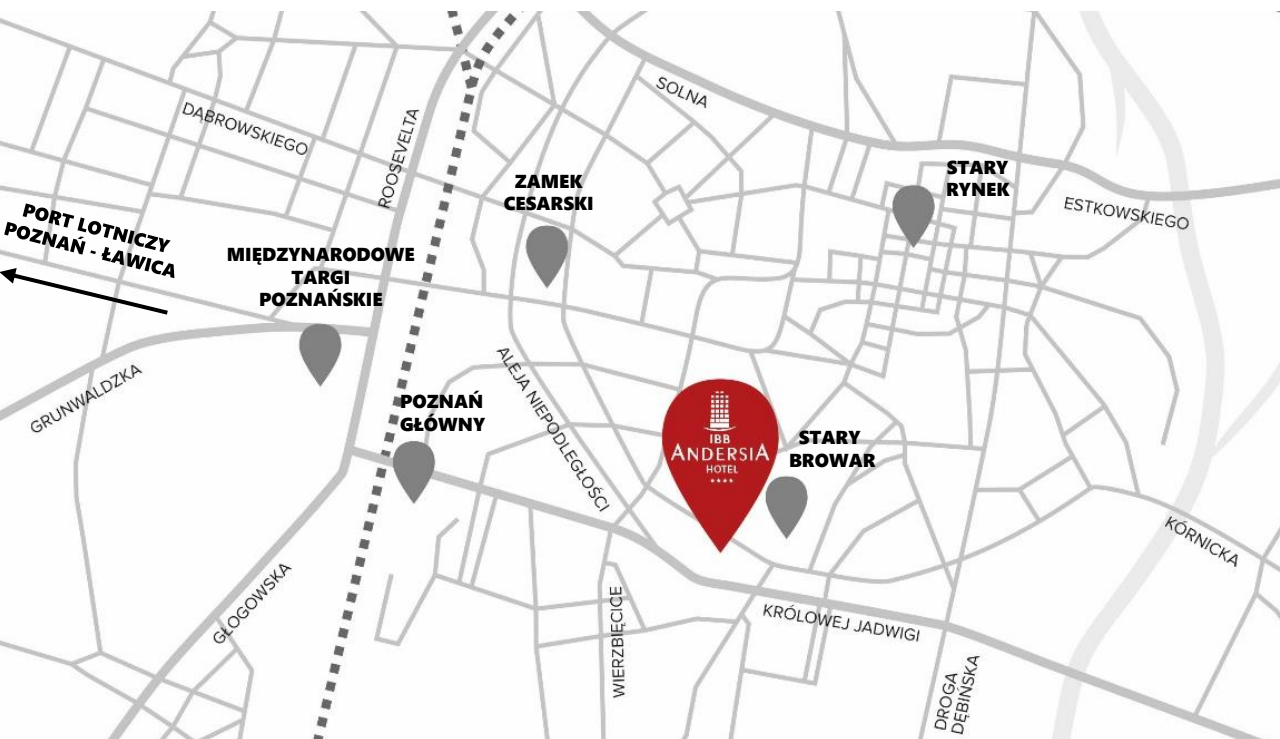 SOLNA
DĄBROWSKIEGO
ROOSEVELTA
STARY
RYNEK
ZAMEK
CESARSKI
ESTKOWSKIEGO
PORT LOTNICZY
POZNAŃ - ŁAWICA
MIĘDZYNARODOWE
TARGI
POZNAŃSKIE
GRUNWALDZKA
ALEJA NIEPODLEGŁOŚCI
POZNAŃ
GŁÓWNY
IBB
ANDERSIA
HOTEL
STARY
BROWAR
KÓRNICKA
GŁOGOWSKA
WIERZBIĘCICE
KRÓLOWEJ JADWIGI
DROGA
DĘBIŃSKA